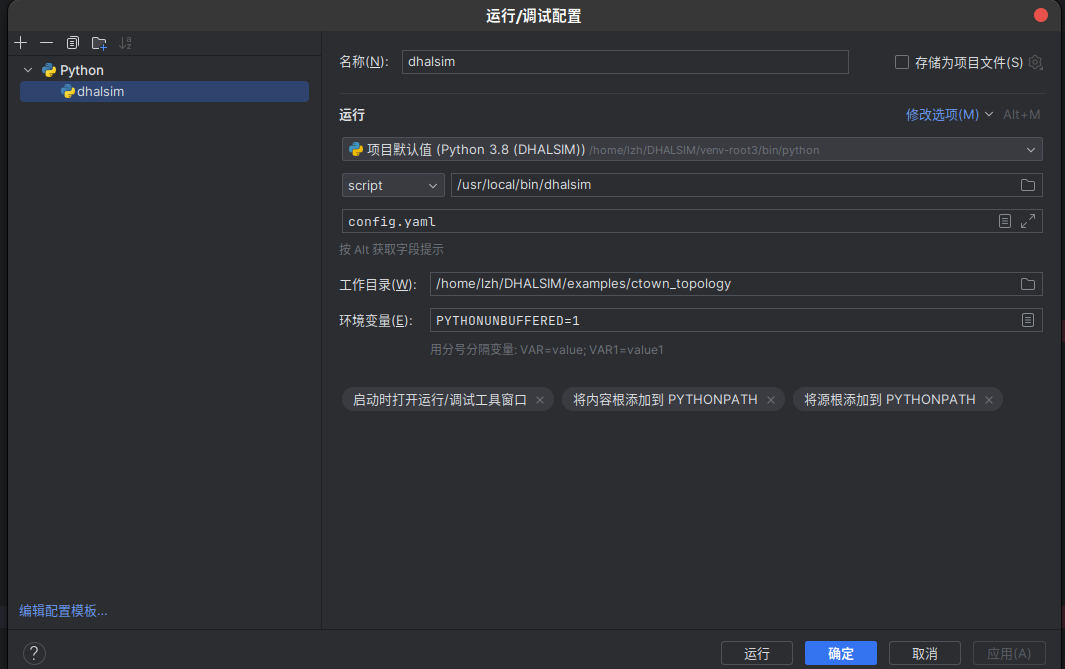 运行/调试配置
Python
dhalsim
名称(N):
dhalsim
存储为项目文件(S)
运行
修改选项(M)
Alt+M
项目默认值 (Python 3.8 (DHALSIM)) /home/lzh/DHALSIM/venv-root3/bin/python
script
/usr/local/bin/dhalsim
config.yaml
按 Alt 获取字段提示
工作目录(W):
/home/lzh/DHALSIM/examples/ctown_topology
环境变量(E):
PYTHONUNBUFFERED=1
用分号分隔变量: VAR=value; VAR1=value1
启动时打开运行/调试工具窗口 ×
将内容根添加到 PYTHONPATH ×
将源根添加到 PYTHONPATH ×
编辑配置模板...
?
运行
确定
取消
应用(A)